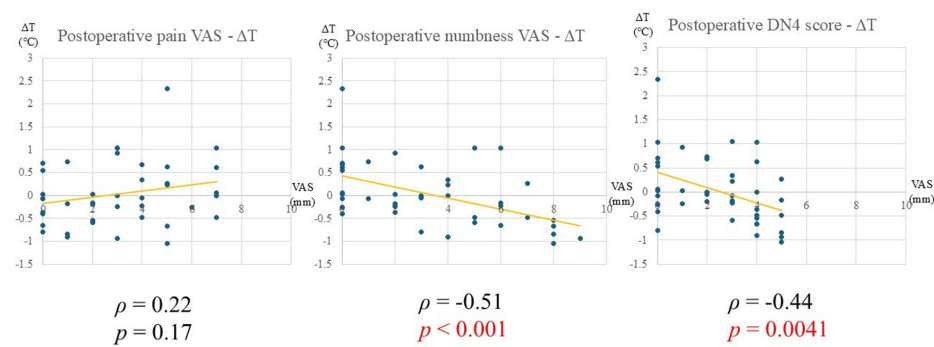 ΔT
(℃)
Postoperative pain VAS - ΔT
3
2.5
2
1.5
1
0.5
0
-0.5
-1
-1.5
0
2
4
6
8
10
VAS
(mm)
ρ = 0.22
p = 0.17
ΔT
(℃)
Postoperative numbness VAS - ΔT
3
2.5
2
1.5
1
0.5
0
-0.5
-1
-1.5
0
2
4
6
8
10
VAS
(mm)
ρ = -0.51
p < 0.001
ΔT
(℃)
Postoperative DN4 score - ΔT
3
2.5
2
1.5
1
0.5
0
-0.5
-1
-1.5
0
2
4
6
8
10
VAS
(mm)
ρ = -0.44
p = 0.0041